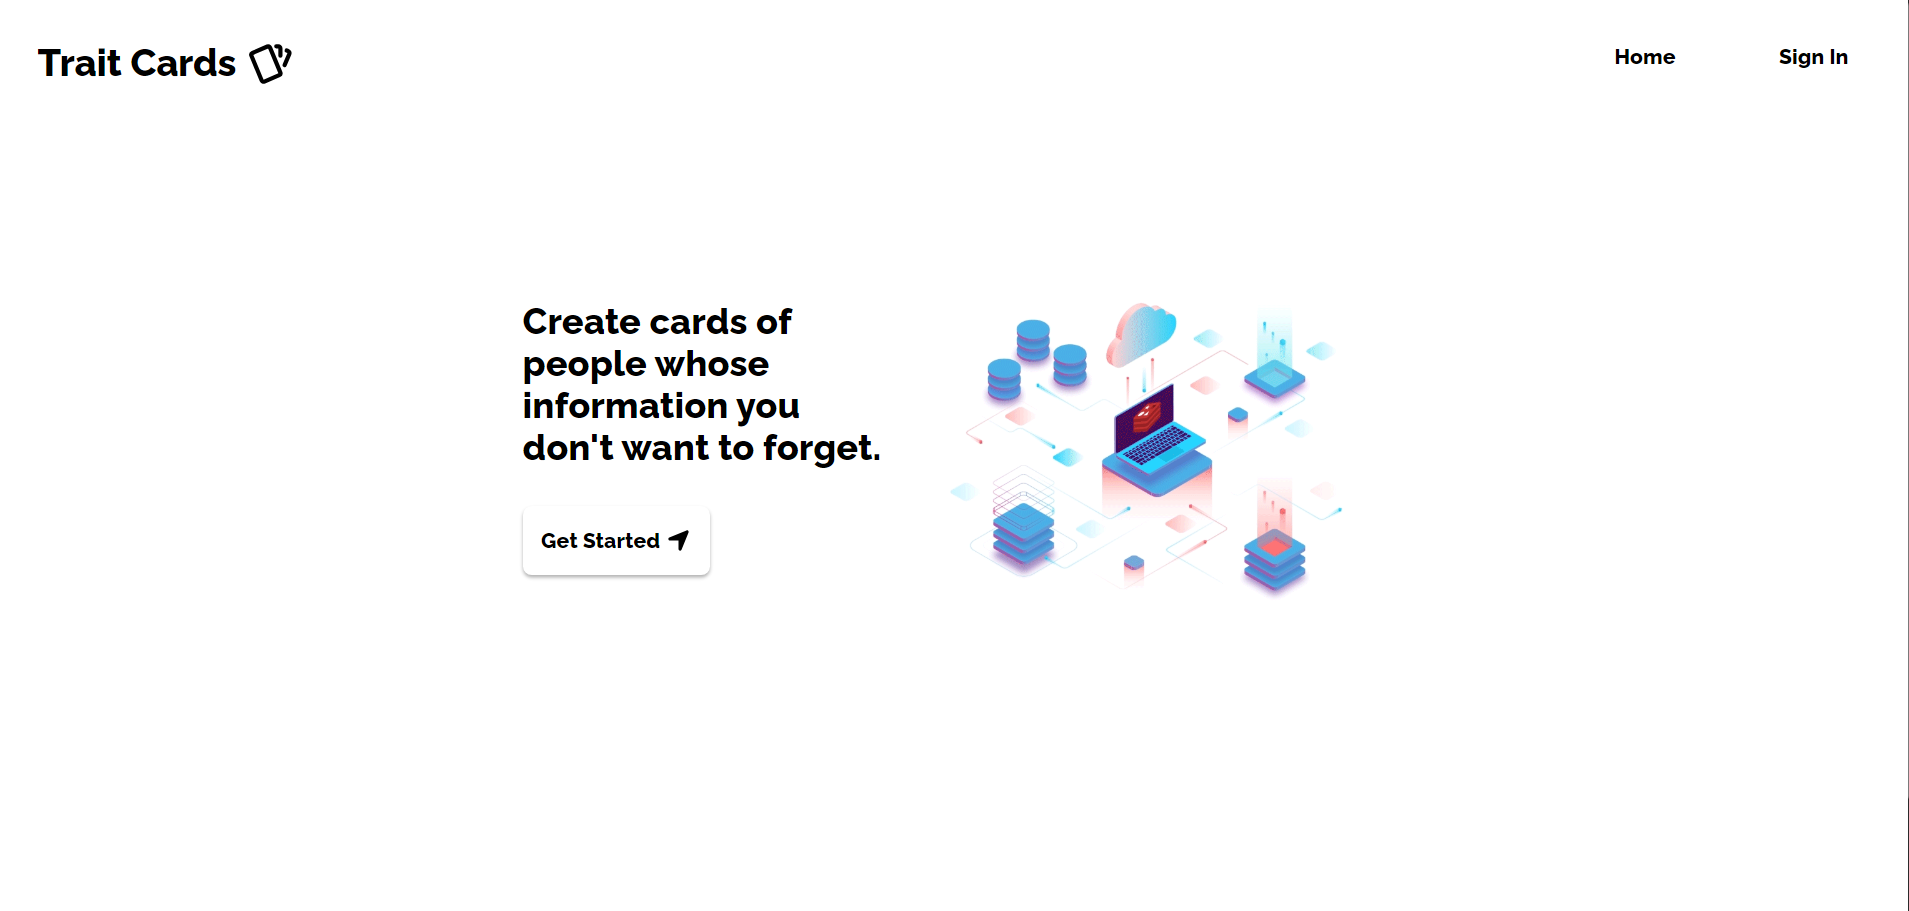 Trait Cards
Home
Sign In
Create cards of
people whose
information you
don't want to forget.
Get Started